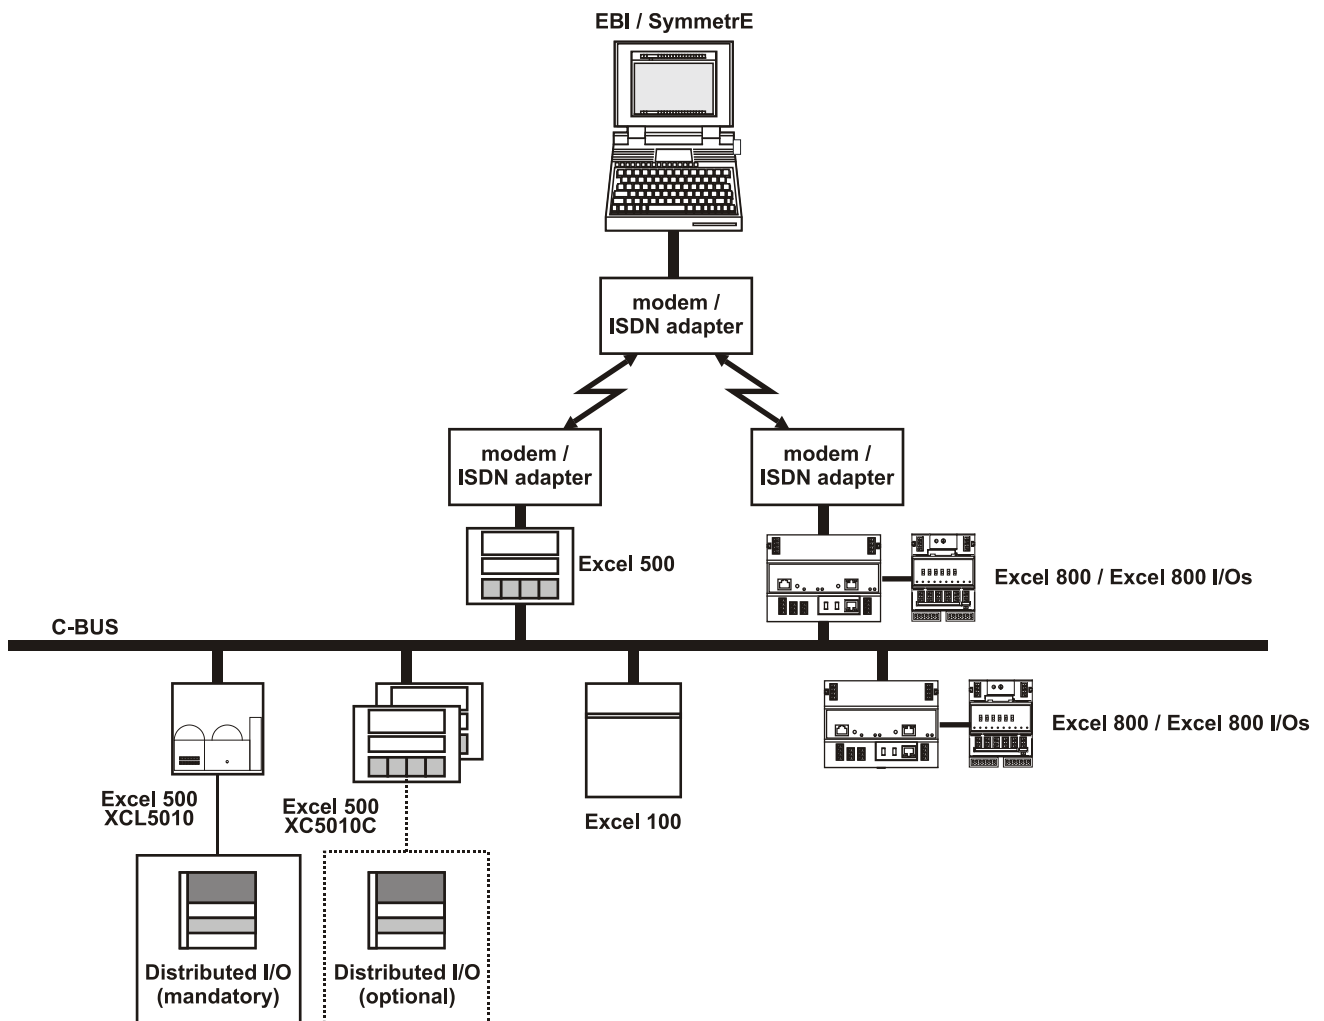 EBI / SymmetrE
modem /
ISDN adapter
modem /
ISDN adapter
modem /
ISDN adapter
Excel 500
Excel 800 / Excel 800 I/Os
C-BUS
Excel 800 / Excel 800 I/Os
Excel 500
XCL5010
Excel 500
XC5010C
Excel 100
Distributed I/O
(mandatory)
Distributed I/O
(optional)